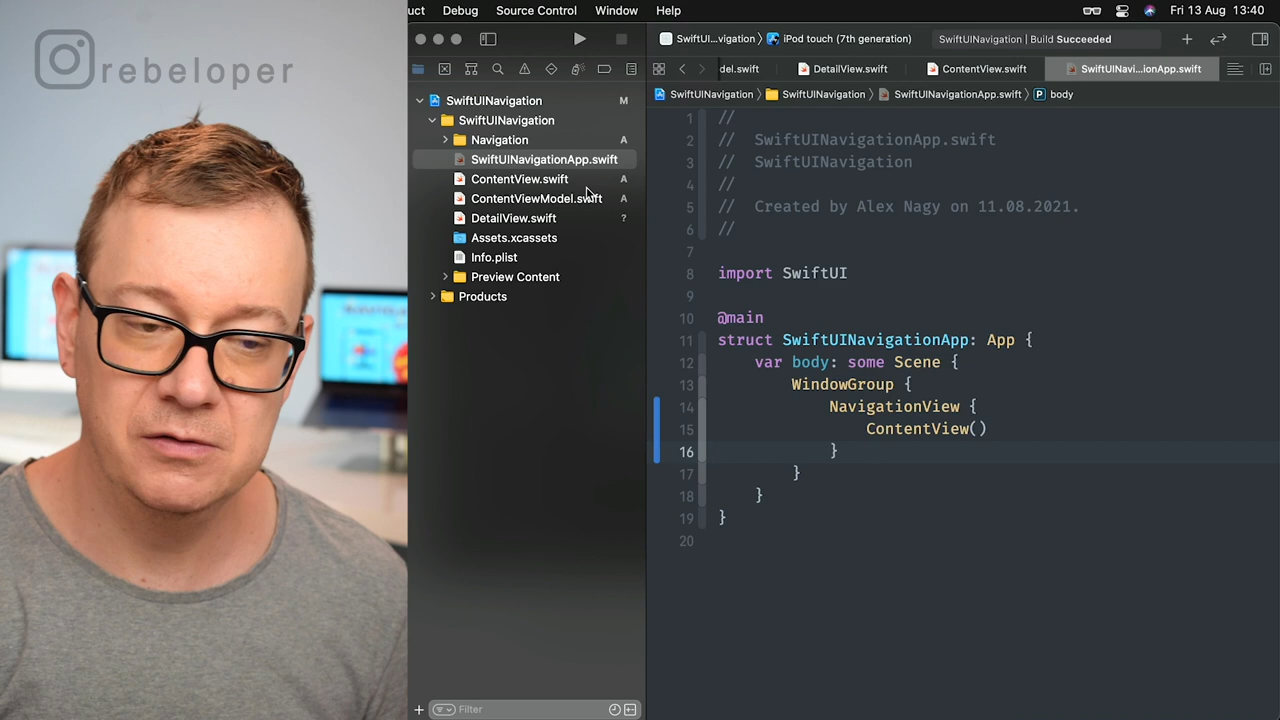 rebeloper
uct Debug Source Control Window Help Fri 13 Aug 13:40
SwiftUI...vigation 〉 iPod touch (7th generation) SwiftUINavigation | Build Succeeded
del.swift DetailView.swift ContentView.swift SwiftUINavi...ionApp.swift
SwiftUINavigation 〉 SwiftUINavigation 〉 SwiftUINavigationApp.swift 〉 P body
SwiftUINavigation M
SwiftUINavigation
Navigation A
SwiftUINavigationApp.swift
ContentView.swift A
ContentViewModel.swift A
DetailView.swift ?
Assets.xcassets
Info.plist
Preview Content
Products
Filter
1 //
2 // SwiftUINavigationApp.swift
3 // SwiftUINavigation
4 //
5 // Created by Alex Nagy on 11.08.2021.
6 //
7
8 import SwiftUI
9
10 @main
11 struct SwiftUINavigationApp: App {
12 var body: some Scene {
13 WindowGroup {
14 NavigationView {
15 ContentView()
16 }
17 }
18 }
19 }
20